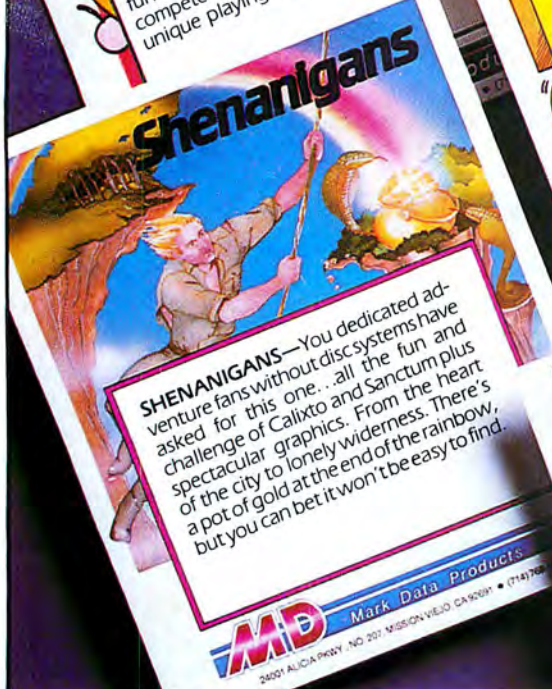 compete
unique playing
Shenanigans
SHENANIGANS—You dedicated ad-
venture fans without disc systems have
asked for this one...all the fun and
challenge of Calixto and Sanctum plus
spectacular graphics. From the heart
of the city to lonely widerness. There's
a pot of gold at the end of the rainbow,
but you can bet it won't be easy to find.
MD Mark Data Products
24001 ALICIA PKWY., NO. 207, MISSION VIEJO, CA 92691 • (714) 768